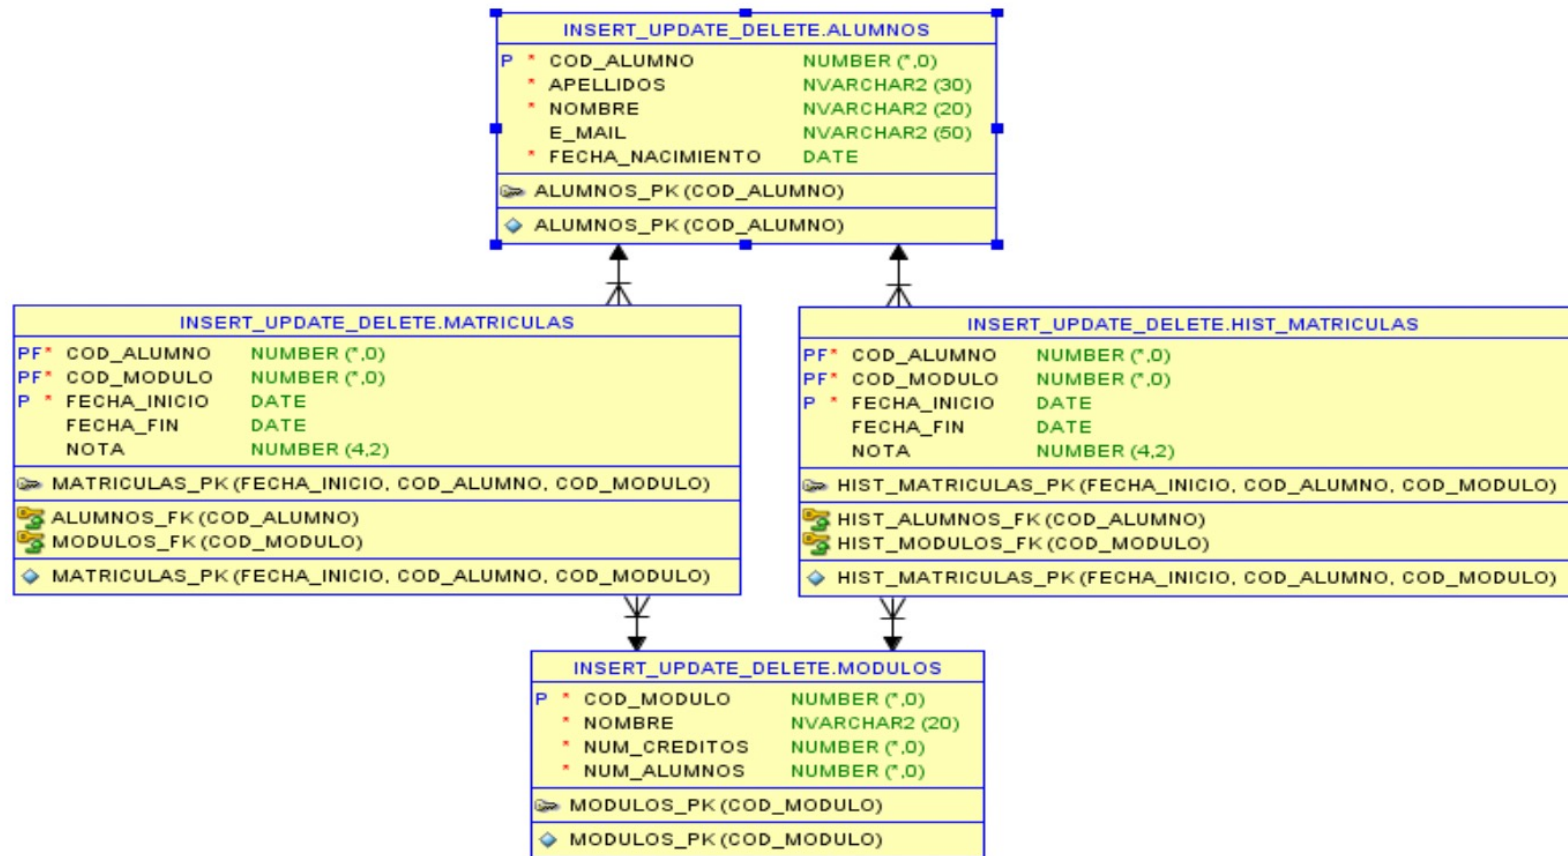 INSERT_UPDATE_DELETE.ALUMNOS
P * COD_ALUMNO NUMBER (*,0)
* APELLIDOS NVARCHAR2 (30)
* NOMBRE NVARCHAR2 (20)
E_MAIL NVARCHAR2 (50)
* FECHA_NACIMIENTO DATE
ALUMNOS_PK (COD_ALUMNO)
ALUMNOS_PK (COD_ALUMNO)
INSERT_UPDATE_DELETE.MATRICULAS
PF* COD_ALUMNO NUMBER (*,0)
PF* COD_MODULO NUMBER (*,0)
P * FECHA_INICIO DATE
FECHA_FIN DATE
NOTA NUMBER (4,2)
MATRICULAS_PK (FECHA_INICIO, COD_ALUMNO, COD_MODULO)
ALUMNOS_FK (COD_ALUMNO)
MODULOS_FK (COD_MODULO)
MATRICULAS_PK (FECHA_INICIO, COD_ALUMNO, COD_MODULO)
INSERT_UPDATE_DELETE.HIST_MATRICULAS
PF* COD_ALUMNO NUMBER (*,0)
PF* COD_MODULO NUMBER (*,0)
P * FECHA_INICIO DATE
FECHA_FIN DATE
NOTA NUMBER (4,2)
HIST_MATRICULAS_PK (FECHA_INICIO, COD_ALUMNO, COD_MODULO)
HIST_ALUMNOS_FK (COD_ALUMNO)
HIST_MODULOS_FK (COD_MODULO)
HIST_MATRICULAS_PK (FECHA_INICIO, COD_ALUMNO, COD_MODULO)
INSERT_UPDATE_DELETE.MODULOS
P * COD_MODULO NUMBER (*,0)
* NOMBRE NVARCHAR2 (20)
* NUM_CREDITOS NUMBER (*,0)
* NUM_ALUMNOS NUMBER (*,0)
MODULOS_PK (COD_MODULO)
MODULOS_PK (COD_MODULO)